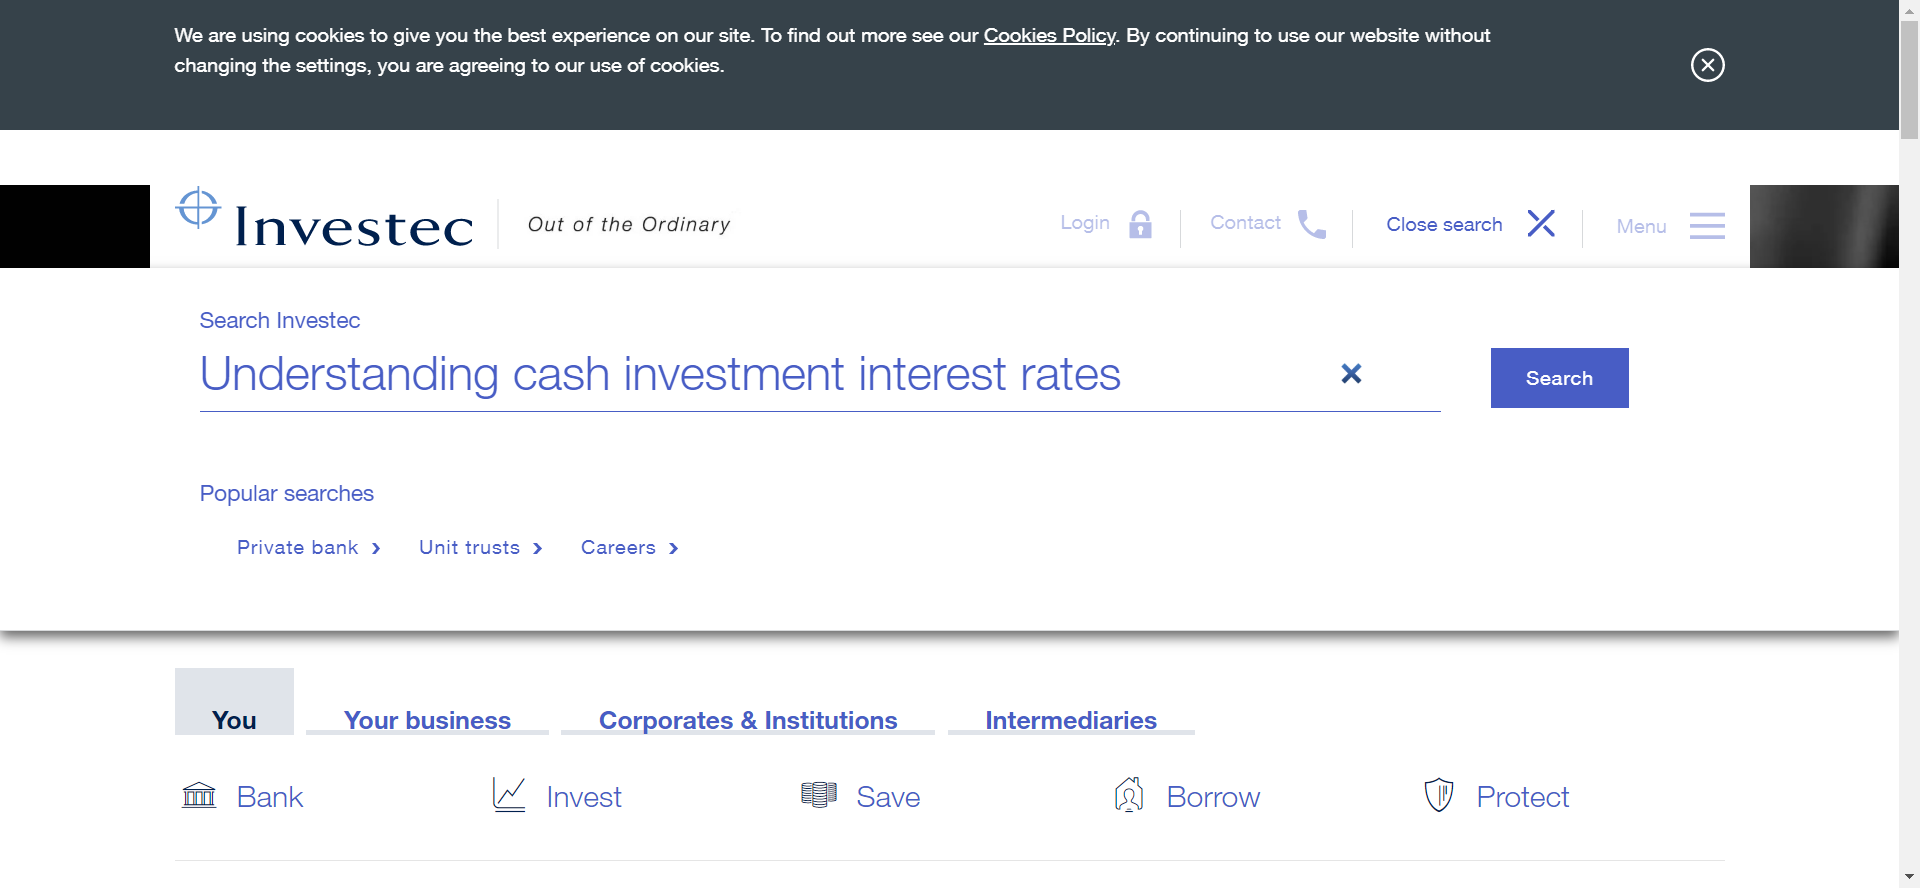 We are using cookies to give you the best experience on our site. To find out more see our Cookies Policy. By continuing to use our website without
changing the settings, you are agreeing to our use of cookies.
Investec
Out of the Ordinary
Login
Contact
Close search
Menu
Search Investec
Understanding cash investment interest rates
Search
Popular searches
Private bank
Unit trusts
Careers
You
Your business
Corporates & Institutions
Intermediaries
Bank
Invest
Save
Borrow
Protect